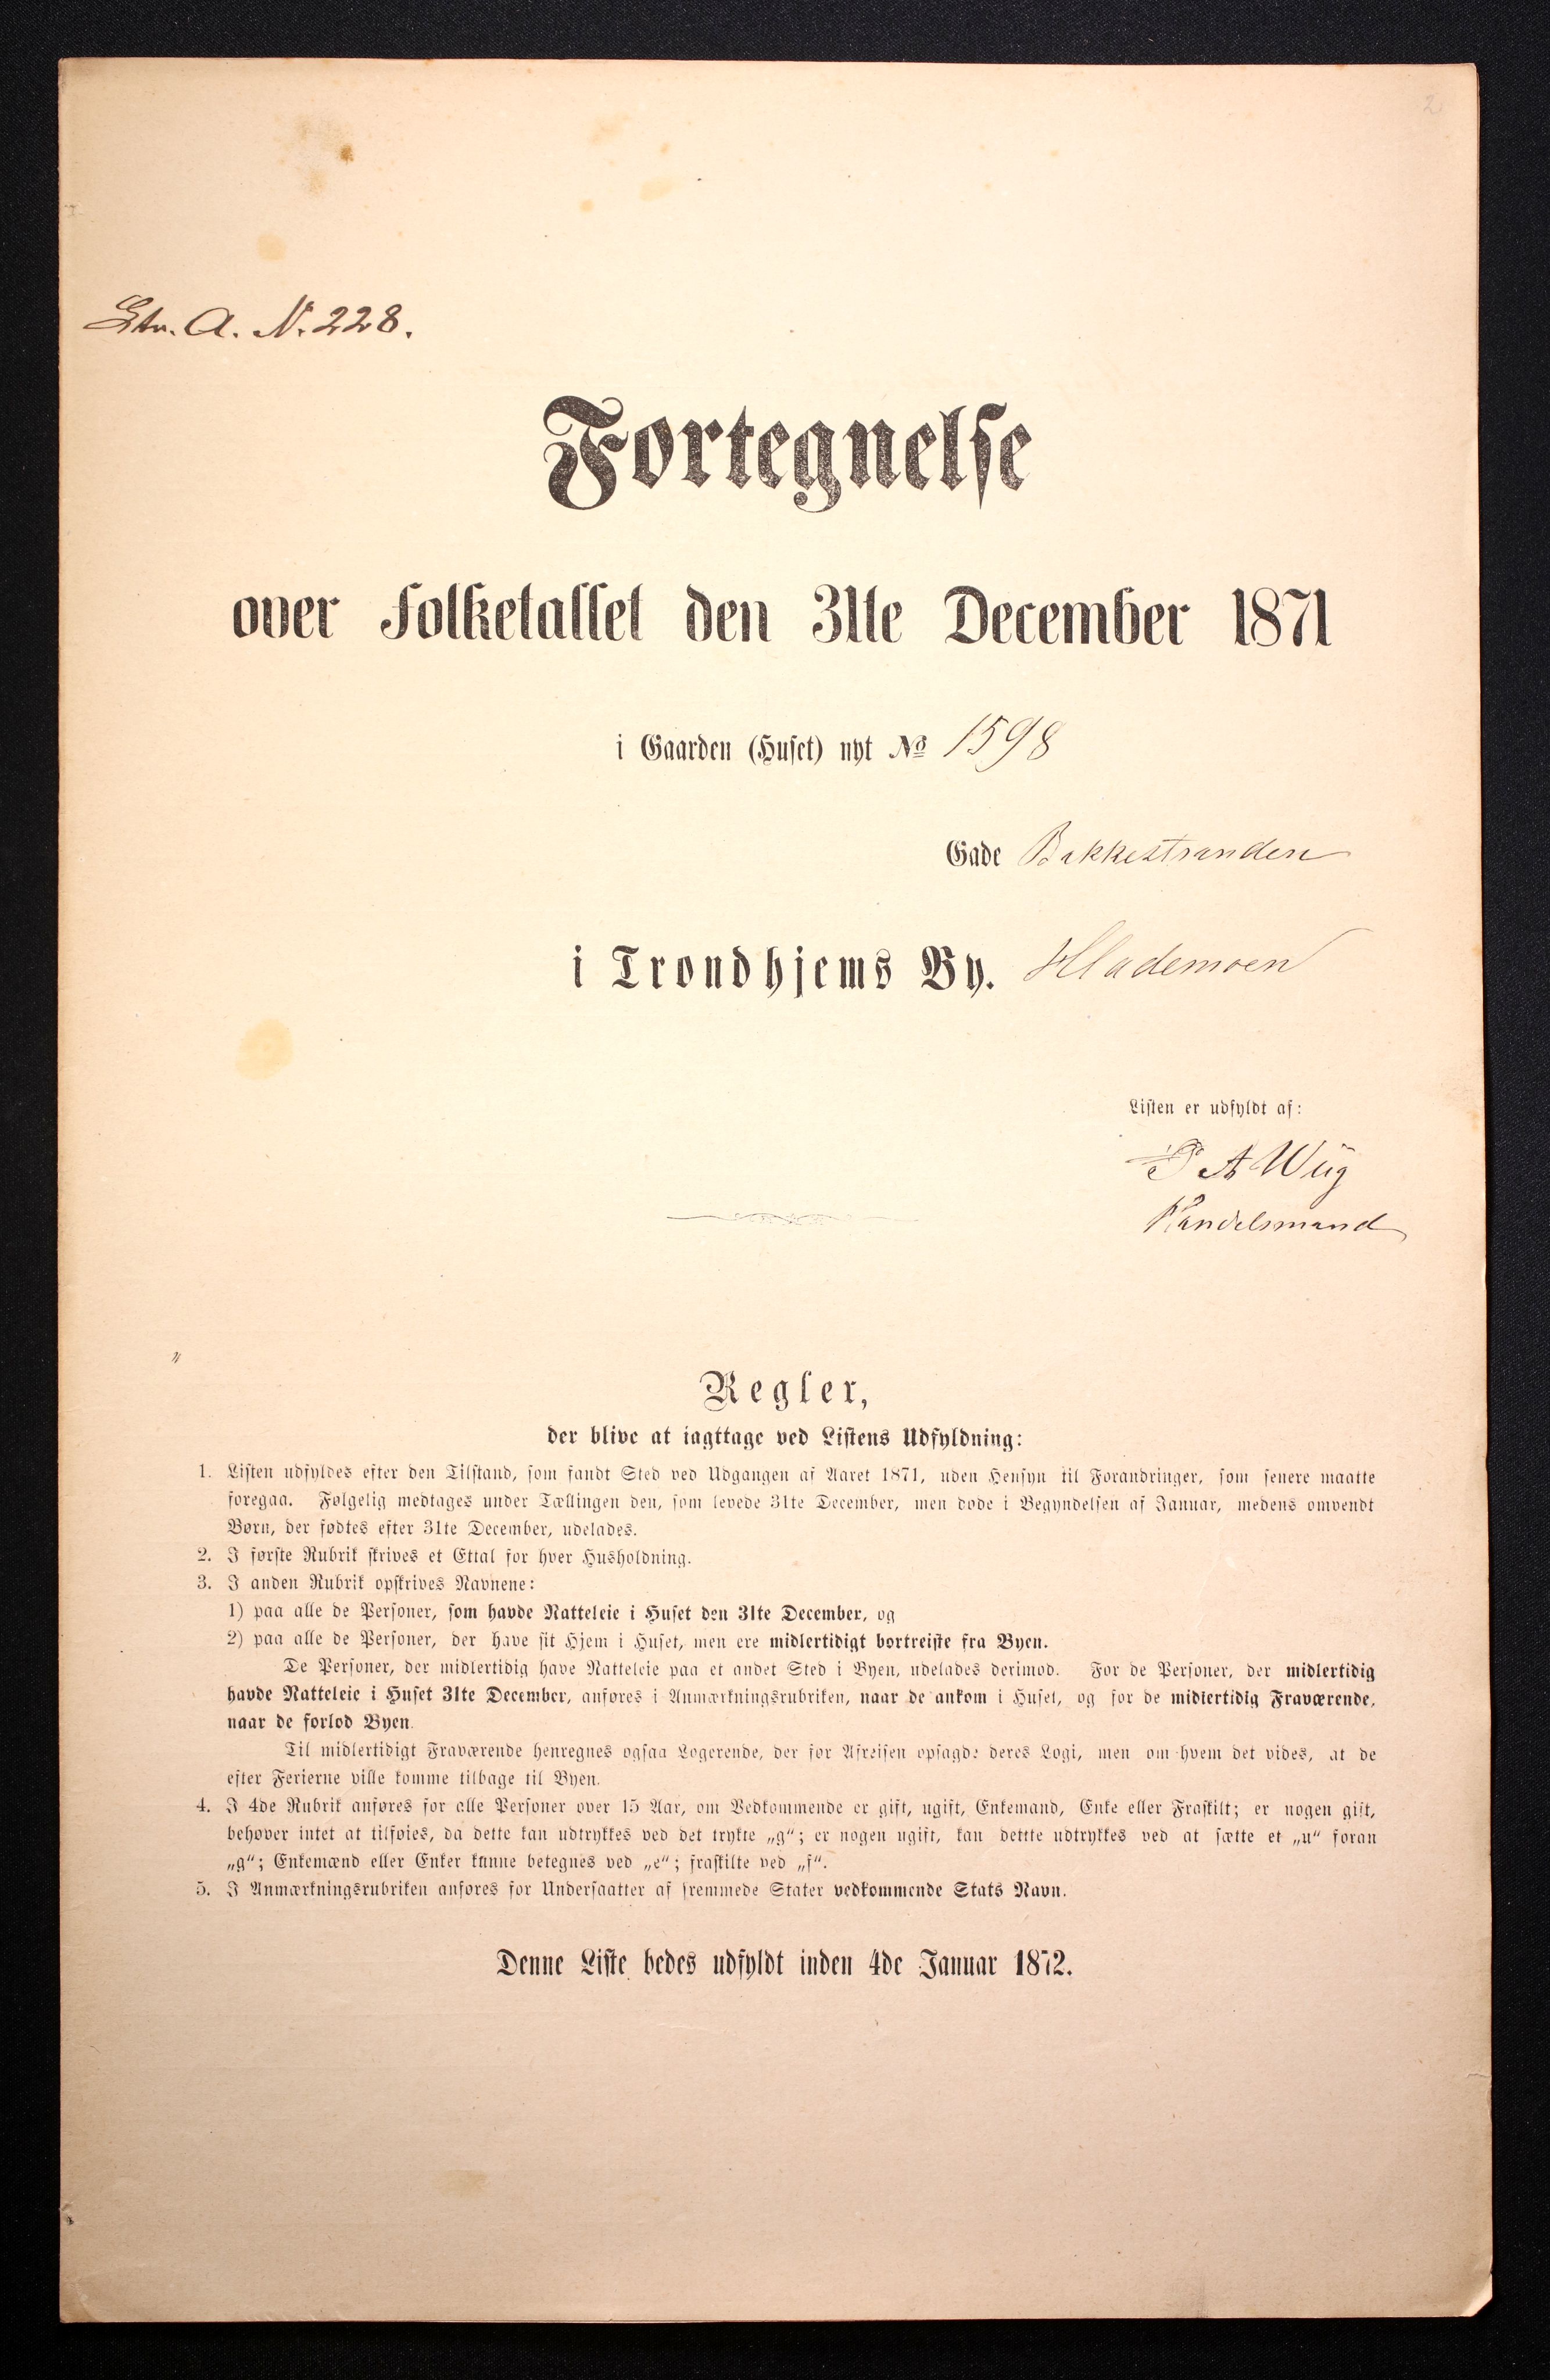 2
Ltr. A. N. 228.
Fortegnelse
over Folketallet den 31te December 1871
i Gaarden (Huset) nyt No 1598
Gade Bakkestranden
i Trondhjems By. Hlademoen
Listen er udfyldt af:
P A Wiig
Handelsmand
Regler,
der blive at iagttage ved Listens Udfyldning:
1. Listen udfyldes efter den Tilstand, som fandt Sted ved Udgangen af Aaret 1871, uden Hensyn til Forandringer, som senere maatte
foregaa. Følgelig medtages under Tællingen den, som levede 31te December, men døde i Begyndelsen af Januar, medens omvendt
Børn, der fødtes efter 31te December, udelades.
2. I første Rubrik skrives et Ettal for hver Husholdning.
3. I anden Rubrik opskrives Navnene:
1) paa alle de Personer, som havde Natteleie i Huset den 31te December, og
2) paa alle de Personer, der have sit Hjem i Huset, men ere midlertidigt bortreiste fra Byen.
De Personer, der midlertidig have Natteleie paa et andet Sted i Byen, udelades derimod. For de Personer, der midlertidig
havde Natteleie i Huset 31te December, anføres i Anmærkningsrubriken, naar de ankom i Huset, og for de midlertidig Fraværende,
naar de forlod Byen.
Til midlertidigt Fraværende henregnes ogsaa Logerende, der før Afreisen opsagde deres Logi, men om hvem det vides, at de
efter Ferierne ville komme tilbage til Byen.
4. I 4de Rubrik anføres for alle Personer over 15 Aar, om Vedkommende er gift, ugift, Enkemand, Enke eller Fraskilt; er nogen gift,
behøver intet at tilføies, da dette kan udtrykkes ved det trykte „g“; er nogen ugift, kan dettte udtrykkes ved at sætte et „u“ foran
„g“; Enkemænd eller Enker kunne betegnes ved „e“; fraskilte ved „f“.
5. I Anmærkningsrubriken anføres for Undersaatter af fremmede Stater vedkommende Stats Navn.
Denne Liste bedes udfyldt inden 4de Januar 1872.